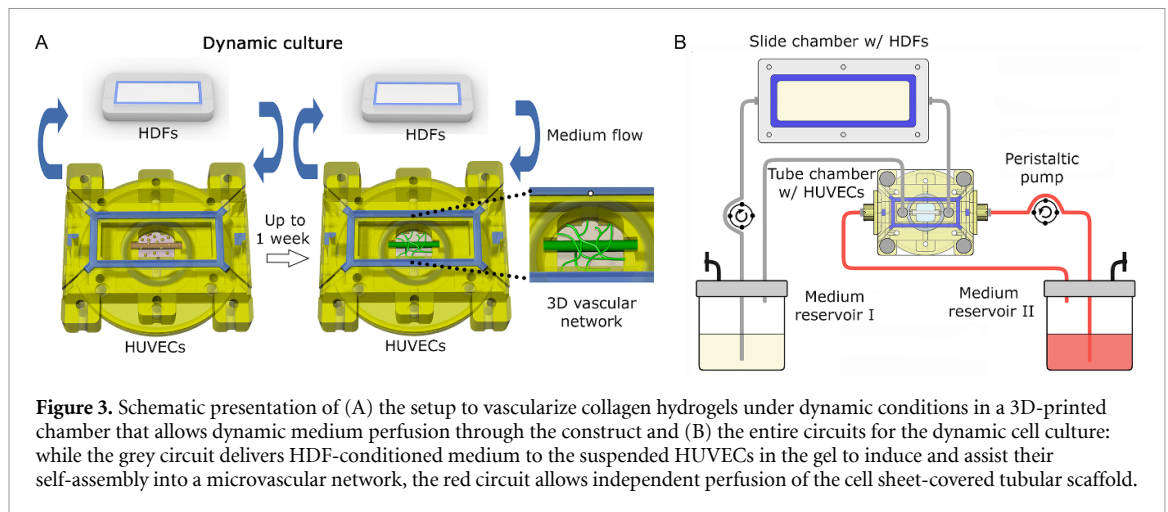 A
Dynamic culture
HDFs
HDFs
Medium flow
Up to
1 week
3D vascular
network
HUVECs
HUVECs
B
Slide chamber w/ HDFs
Tube chamber
w/ HUVECs
Peristaltic
pump
Medium
reservoir I
Medium
reservoir II
Figure 3. Schematic presentation of (A) the setup to vascularize collagen hydrogels under dynamic conditions in a 3D-printed
chamber that allows dynamic medium perfusion through the construct and (B) the entire circuits for the dynamic cell culture:
while the grey circuit delivers HDF-conditioned medium to the suspended HUVECs in the gel to induce and assist their
self-assembly into a microvascular network, the red circuit allows independent perfusion of the cell sheet-covered tubular scaffold.